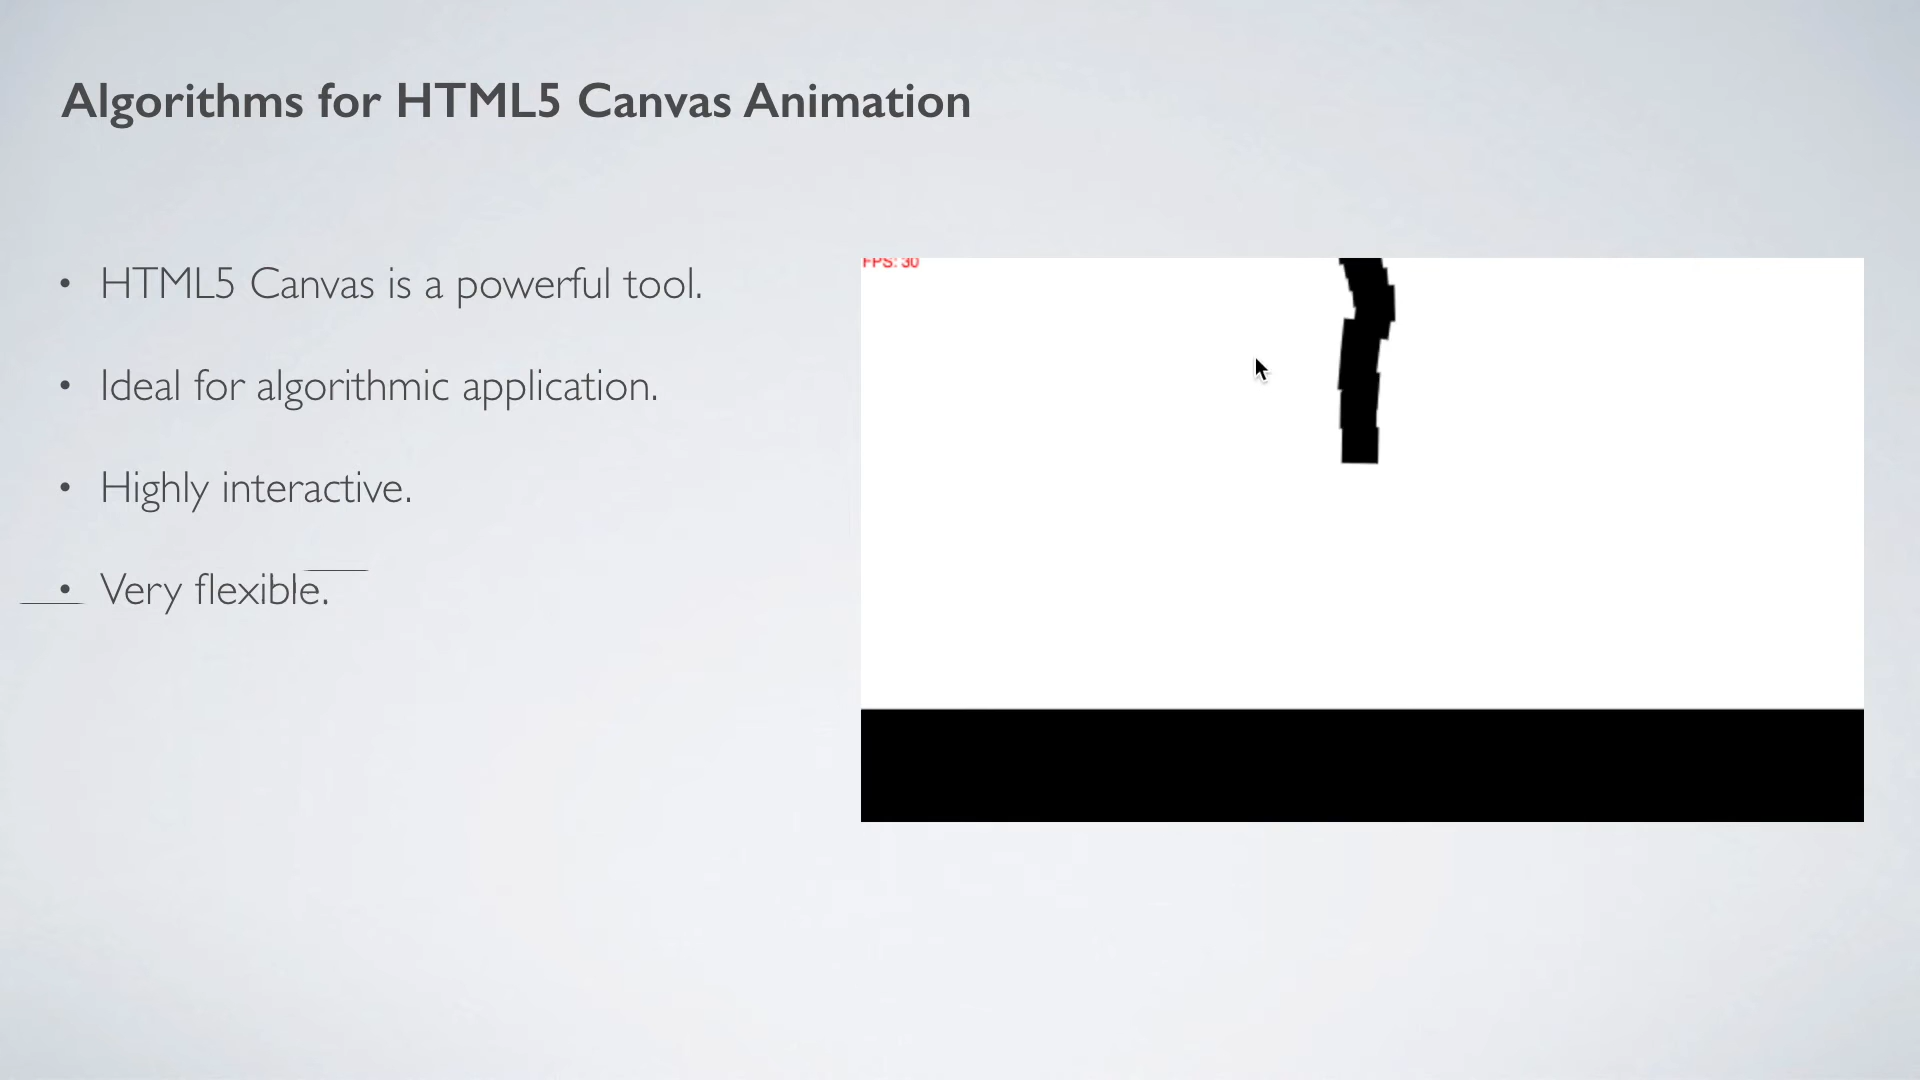 Algorithms for HTML5 Canvas Animation
• HTML5 Canvas is a powerful tool.
• Ideal for algorithmic application.
• Highly interactive.
• Very flexible.
FPS: 30